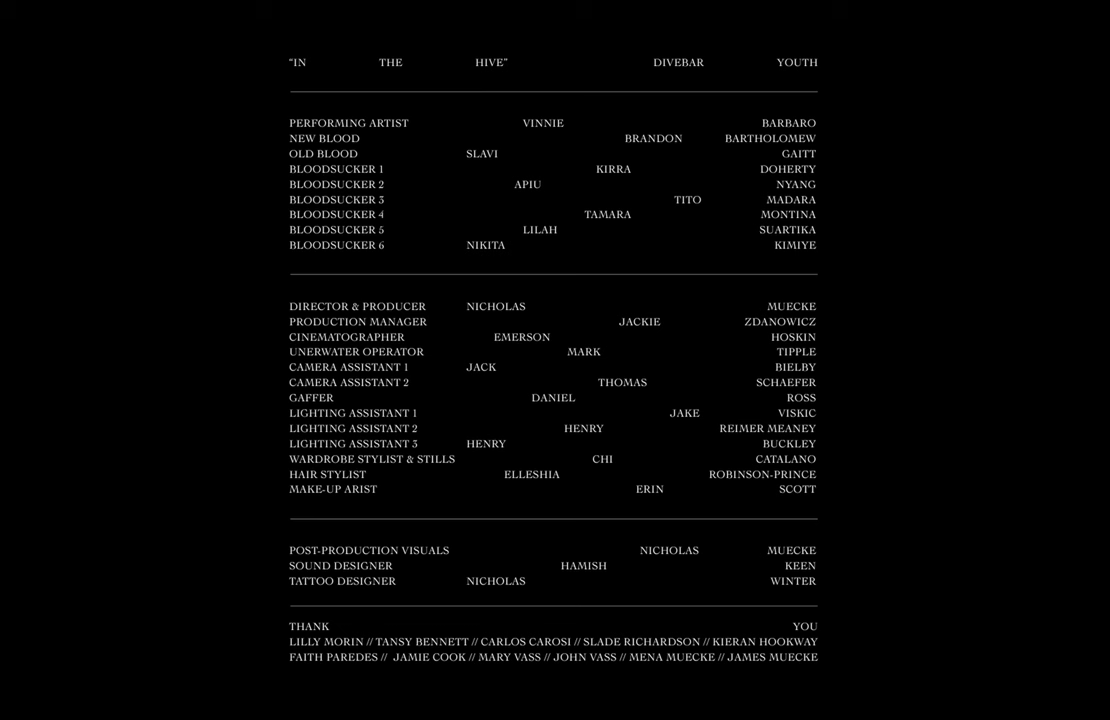 "IN THE HIVE" DIVEBAR YOUTH
PERFORMING ARTIST VINNIE BARBARO
NEW BLOOD BRANDON BARTHOLOMEW
OLD BLOOD SLAVI GAITT
BLOODSUCKER 1 KIRRA DOHERTY
BLOODSUCKER 2 APIU NYANG
BLOODSUCKER 3 TITO MADARA
BLOODSUCKER 4 TAMARA MONTINA
BLOODSUCKER 5 LILAH SUARTIKA
BLOODSUCKER 6 NIKITA KIMIYE
DIRECTOR & PRODUCER NICHOLAS MUECKE
PRODUCTION MANAGER JACKIE ZDANOWICZ
CINEMATOGRAPHER EMERSON HOSKIN
UNERWATER OPERATOR MARK TIPPLE
CAMERA ASSISTANT 1 JACK BIELBY
CAMERA ASSISTANT 2 THOMAS SCHAEFER
GAFFER DANIEL ROSS
LIGHTING ASSISTANT 1 JAKE VISKIC
LIGHTING ASSISTANT 2 HENRY REIMER MEANEY
LIGHTING ASSISTANT 3 HENRY BUCKLEY
WARDROBE STYLIST & STILLS CHI CATALANO
HAIR STYLIST ELLESHIA ROBINSON-PRINCE
MAKE-UP ARIST ERIN SCOTT
POST-PRODUCTION VISUALS NICHOLAS MUECKE
SOUND DESIGNER HAMISH KEEN
TATTOO DESIGNER NICHOLAS WINTER
THANK YOU
LILLY MORIN // TANSY BENNETT // CARLOS CAROSI // SLADE RICHARDSON // KIERAN HOOKWAY
FAITH PAREDES // JAMIE COOK // MARY VASS // JOHN VASS // MENA MUECKE // JAMES MUECKE